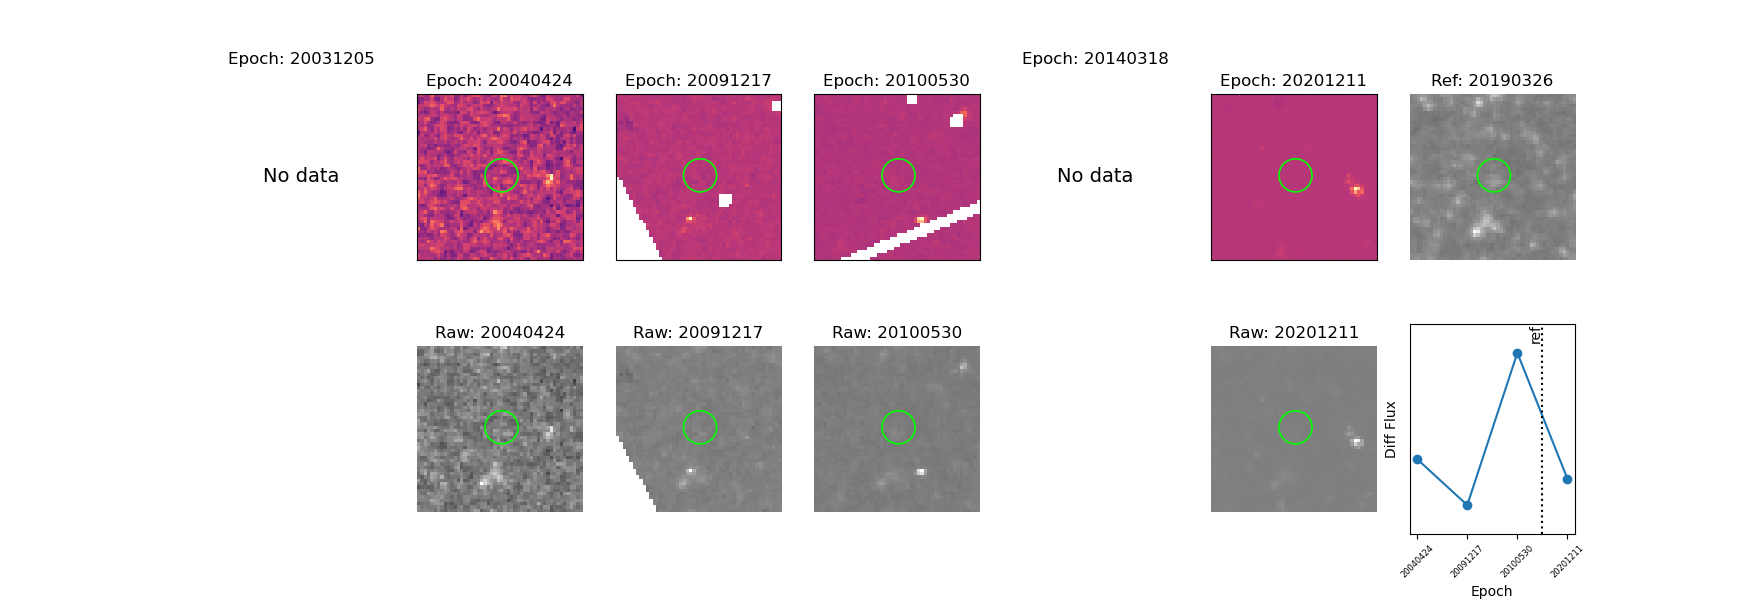 Epoch: 20031205
Epoch: 20140318
Epoch: 20040424
Epoch: 20091217
Epoch: 20100530
Epoch: 20201211
Ref: 20190326
No data
No data
Raw: 20040424
Raw: 20091217
Raw: 20100530
Raw: 20201211
ref
Diff Flux
20040424
20091217
20100530
20201211
Epoch